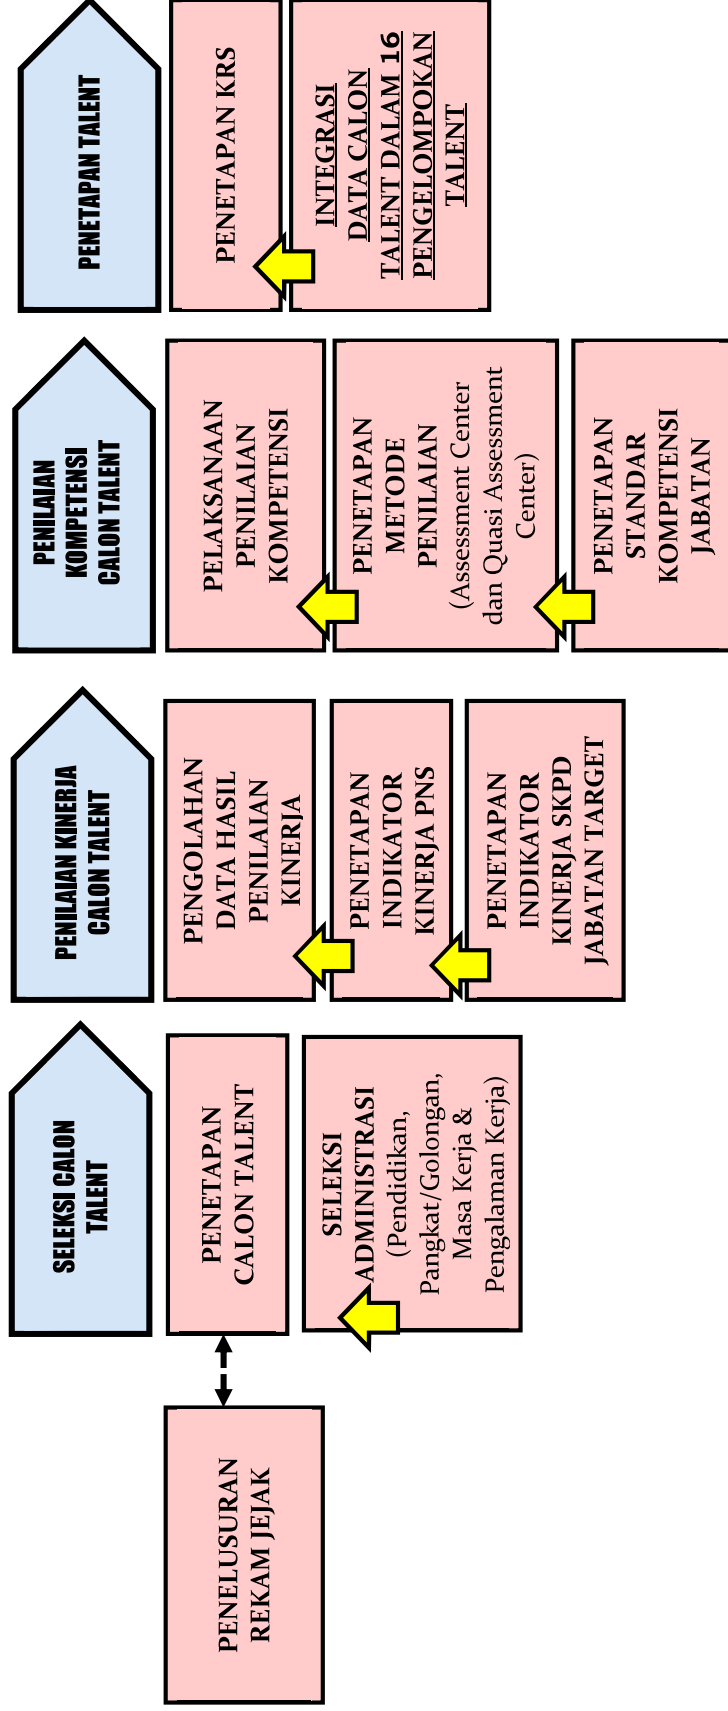 SELEKSI CALON
TALENT
PENILAIAN KINERJA
CALON TALENT
PENILAIAN
KOMPETENSI
CALON TALENT
PENETAPAN TALENT
PENELUSURAN
REKAM JEJAK
PENETAPAN
CALON TALENT
SELEKSI
ADMINISTRASI
(Pendidikan,
Pangkat/Golongan,
Masa Kerja &
Pengalaman Kerja)
PENGOLAHAN
DATA HASIL
PENILAIAN
KINERJA
PENETAPAN
INDIKATOR
KINERJA PNS
PENETAPAN
INDIKATOR
KINERJA SKPD
JABATAN TARGET
PELAKSANAAN
PENILAIAN
KOMPETENSI
PENETAPAN
METODE
PENILAIAN
(Assessment Center
dan Quasi Assessment
Center)
PENETAPAN
STANDAR
KOMPETENSI
JABATAN
PENETAPAN KRS
INTEGRASI
DATA CALON
TALENT DALAM 16
PENGELOMPOKAN
TALENT